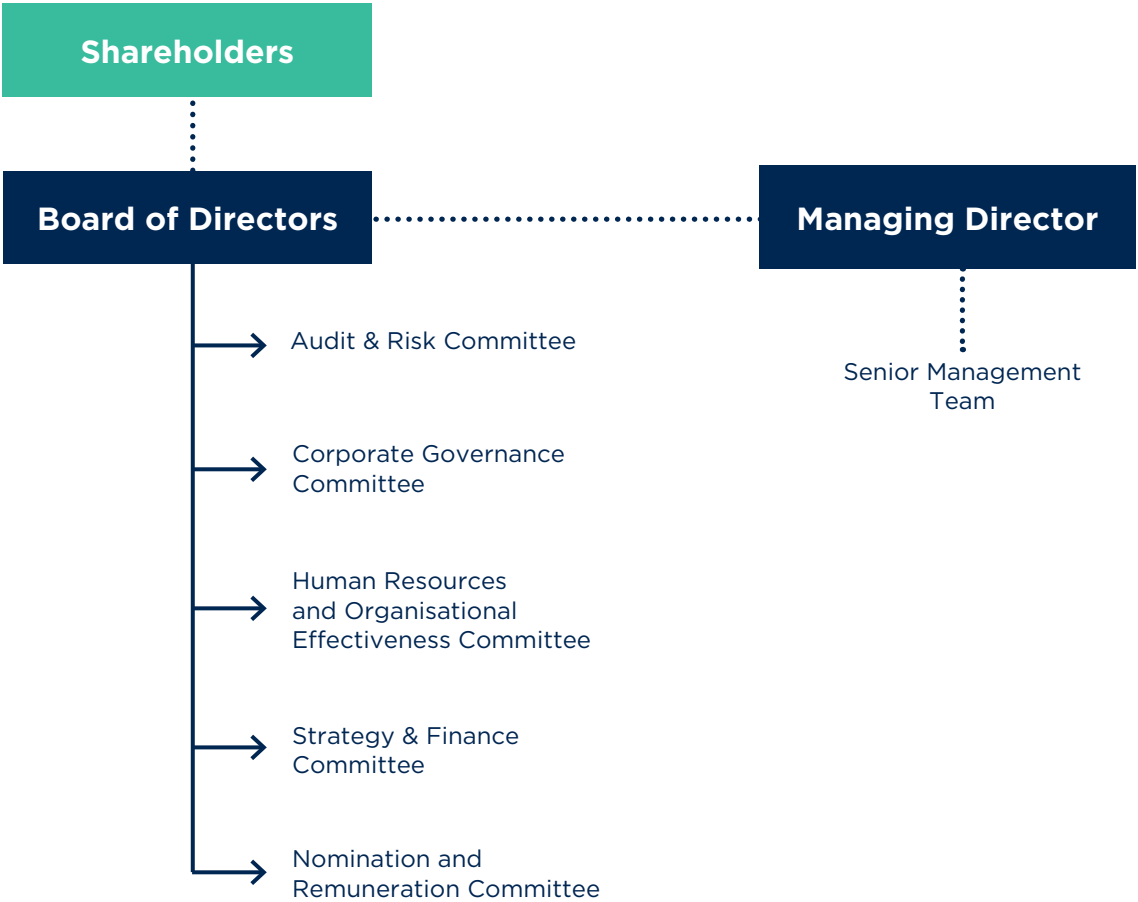 Shareholders
Board of Directors
Managing Director
Audit & Risk Committee
Senior Management
Team
Corporate Governance
Committee
Human Resources
and Organisational
Effectiveness Committee
Strategy & Finance
Committee
Nomination and
Remuneration Committee